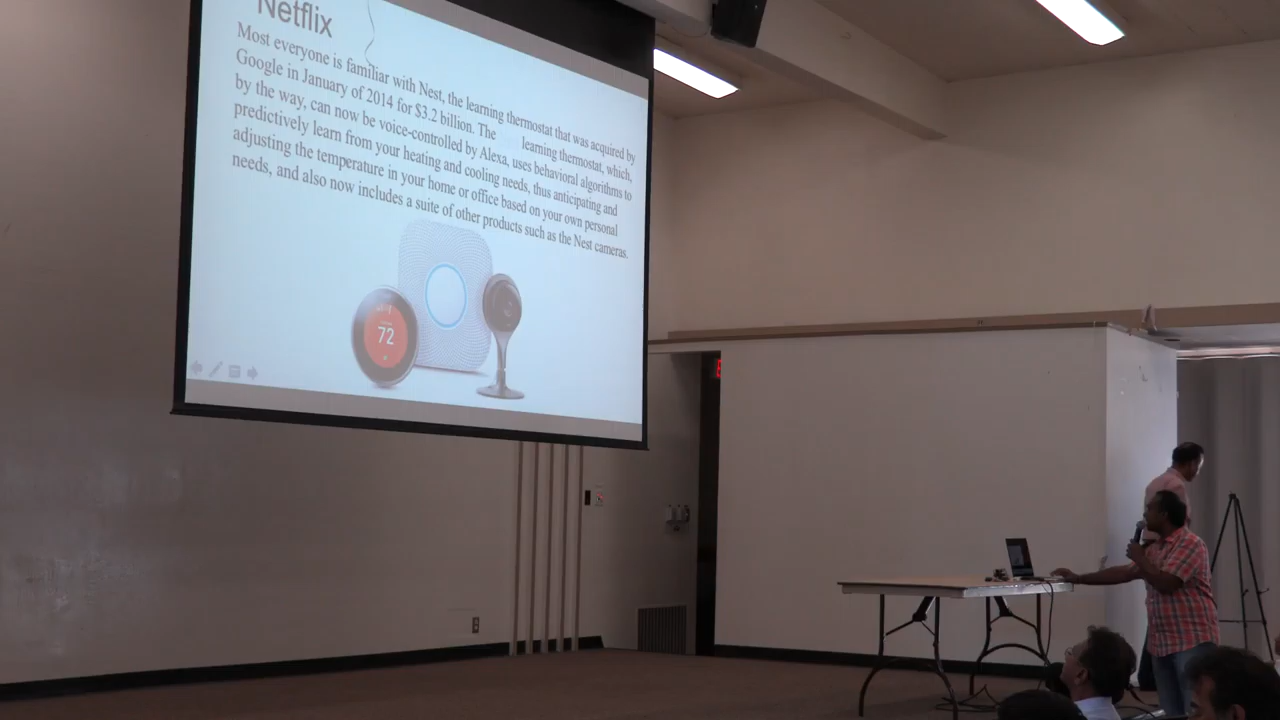 Netflix
Most everyone is familiar with Nest, the learning thermostat that was acquired by
Google in January of 2014 for $3.2 billion. The learning thermostat, which,
by the way, can now be voice-controlled by Alexa, uses behavioral algorithms to
predictively learn from your heating and cooling needs, thus anticipating and
adjusting the temperature in your home or office based on your own personal
needs, and also now includes a suite of other products such as the Nest cameras.
72